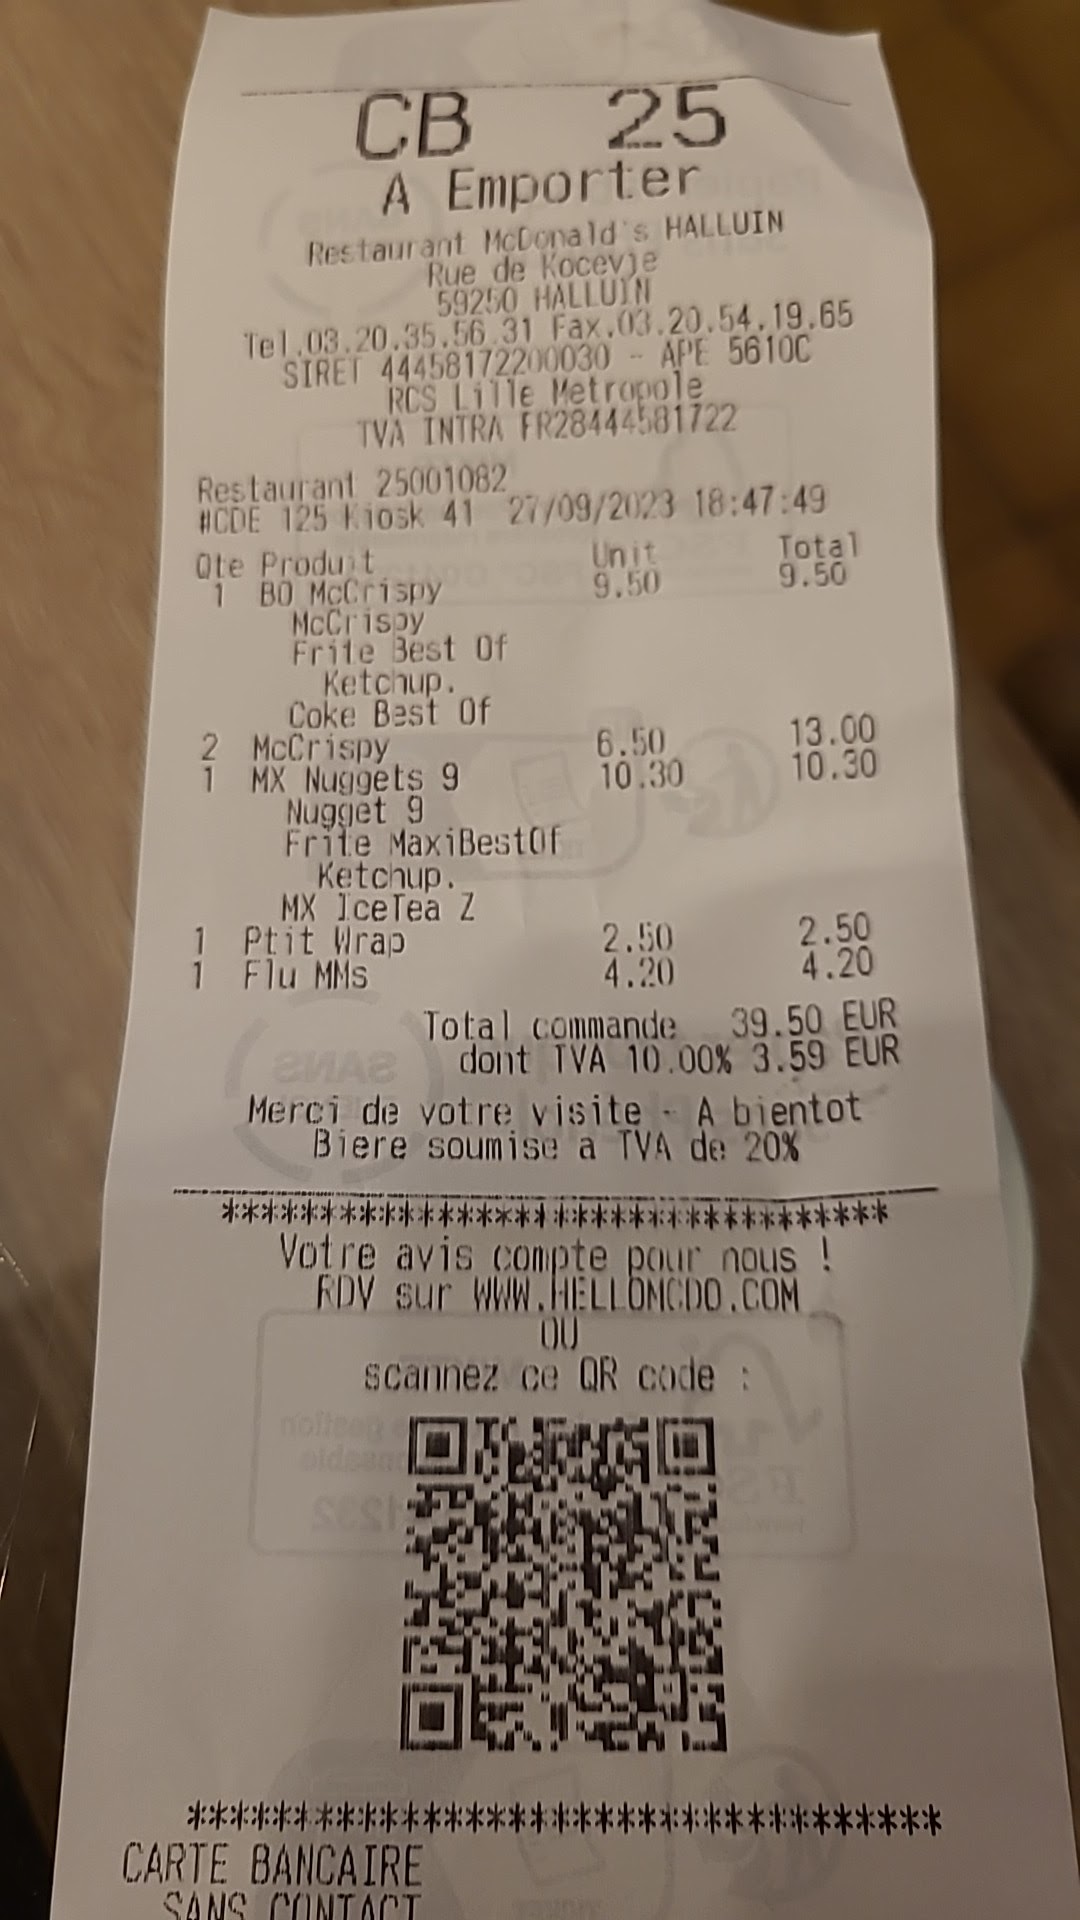 CB 25
A Emporter
Restaurant McDonald's HALLUIN
Rue de Kocevje
59250 HALLUIN
Tel.03.20.35.56.31 Fax.03.20.54.19.65
SIRET 44458172200030 - APE 5610C
RCS Lille Metropole
TVA INTRA FR28444581722
Restaurant 25001082
#CDE 125 Kiosk 41 27/09/2023 18:47:49
Qte Produit Unit Total
1 BO McCrispy 9.50 9.50
McCrispy
Frite Best Of
Ketchup.
Coke Best Of
2 McCrispy 6.50 13.00
1 MX Nuggets 9 10.30 10.30
Nugget 9
Frite MaxiBestOf
Ketchup.
MX IceTea Z
1 Ptit Wrap 2.50 2.50
1 Flu MMs 4.20 4.20
Total commande 39.50 EUR
dont TVA 10.00% 3.59 EUR
Merci de votre visite - A bientot
Biere soumise a TVA de 20%
**********************************
Votre avis compte pour nous !
RDV sur WWW.HELLOMCDO.COM
OU
scannez ce QR code :
***********************************
CARTE BANCAIRE
SANS CONTACT